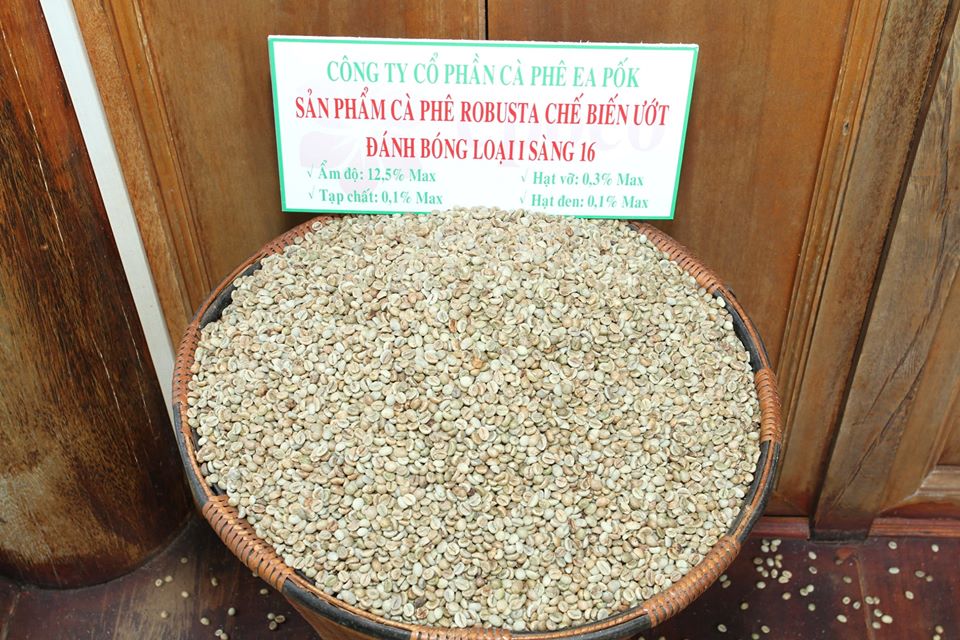 CÔNG TY CỔ PHẦN CÀ PHÊ EA PỐK
SẢN PHẨM CÀ PHÊ ROBUSTA CHẾ BIẾN ƯỚT
ĐÁNH BÓNG LOẠI I SÀNG 16
√ Ẩm độ: 12,5% Max √ Hạt vỡ: 0,3% Max
√ Tạp chất: 0,1% Max √ Hạt đen: 0,1% Max